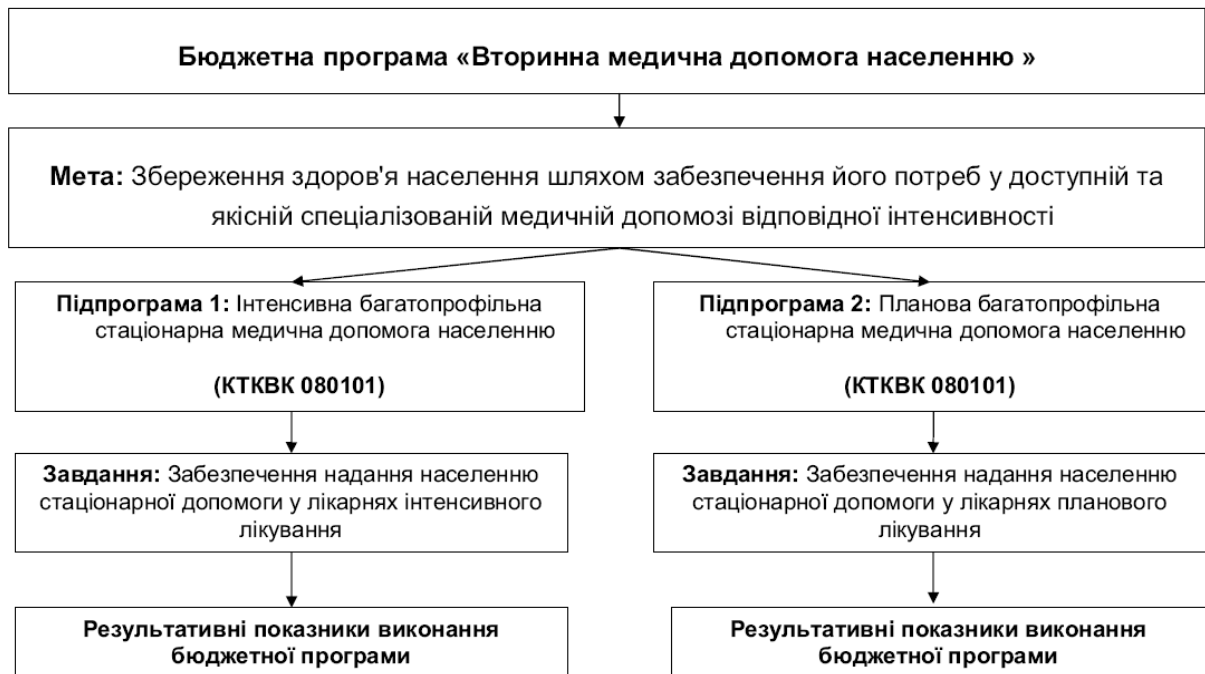 Бюджетна програма «Вторинна медична допомога населенню »
Мета: Збереження здоров'я населення шляхом забезпечення його потреб у доступній та
якісній спеціалізованій медичній допомозі відповідної інтенсивності
Підпрограма 1: Інтенсивна багатопрофільна
стаціонарна медична допомога населенню
(КТКВК 080101)
Завдання: Забезпечення надання населенню
стаціонарної допомоги у лікарнях інтенсивного
лікування
Результативні показники виконання
бюджетної програми
Підпрограма 2: Планова багатопрофільна
стаціонарна медична допомога населенню
(КТКВК 080101)
Завдання: Забезпечення надання населенню
стаціонарної допомоги у лікарнях планового
лікування
Результативні показники виконання
бюджетної програми